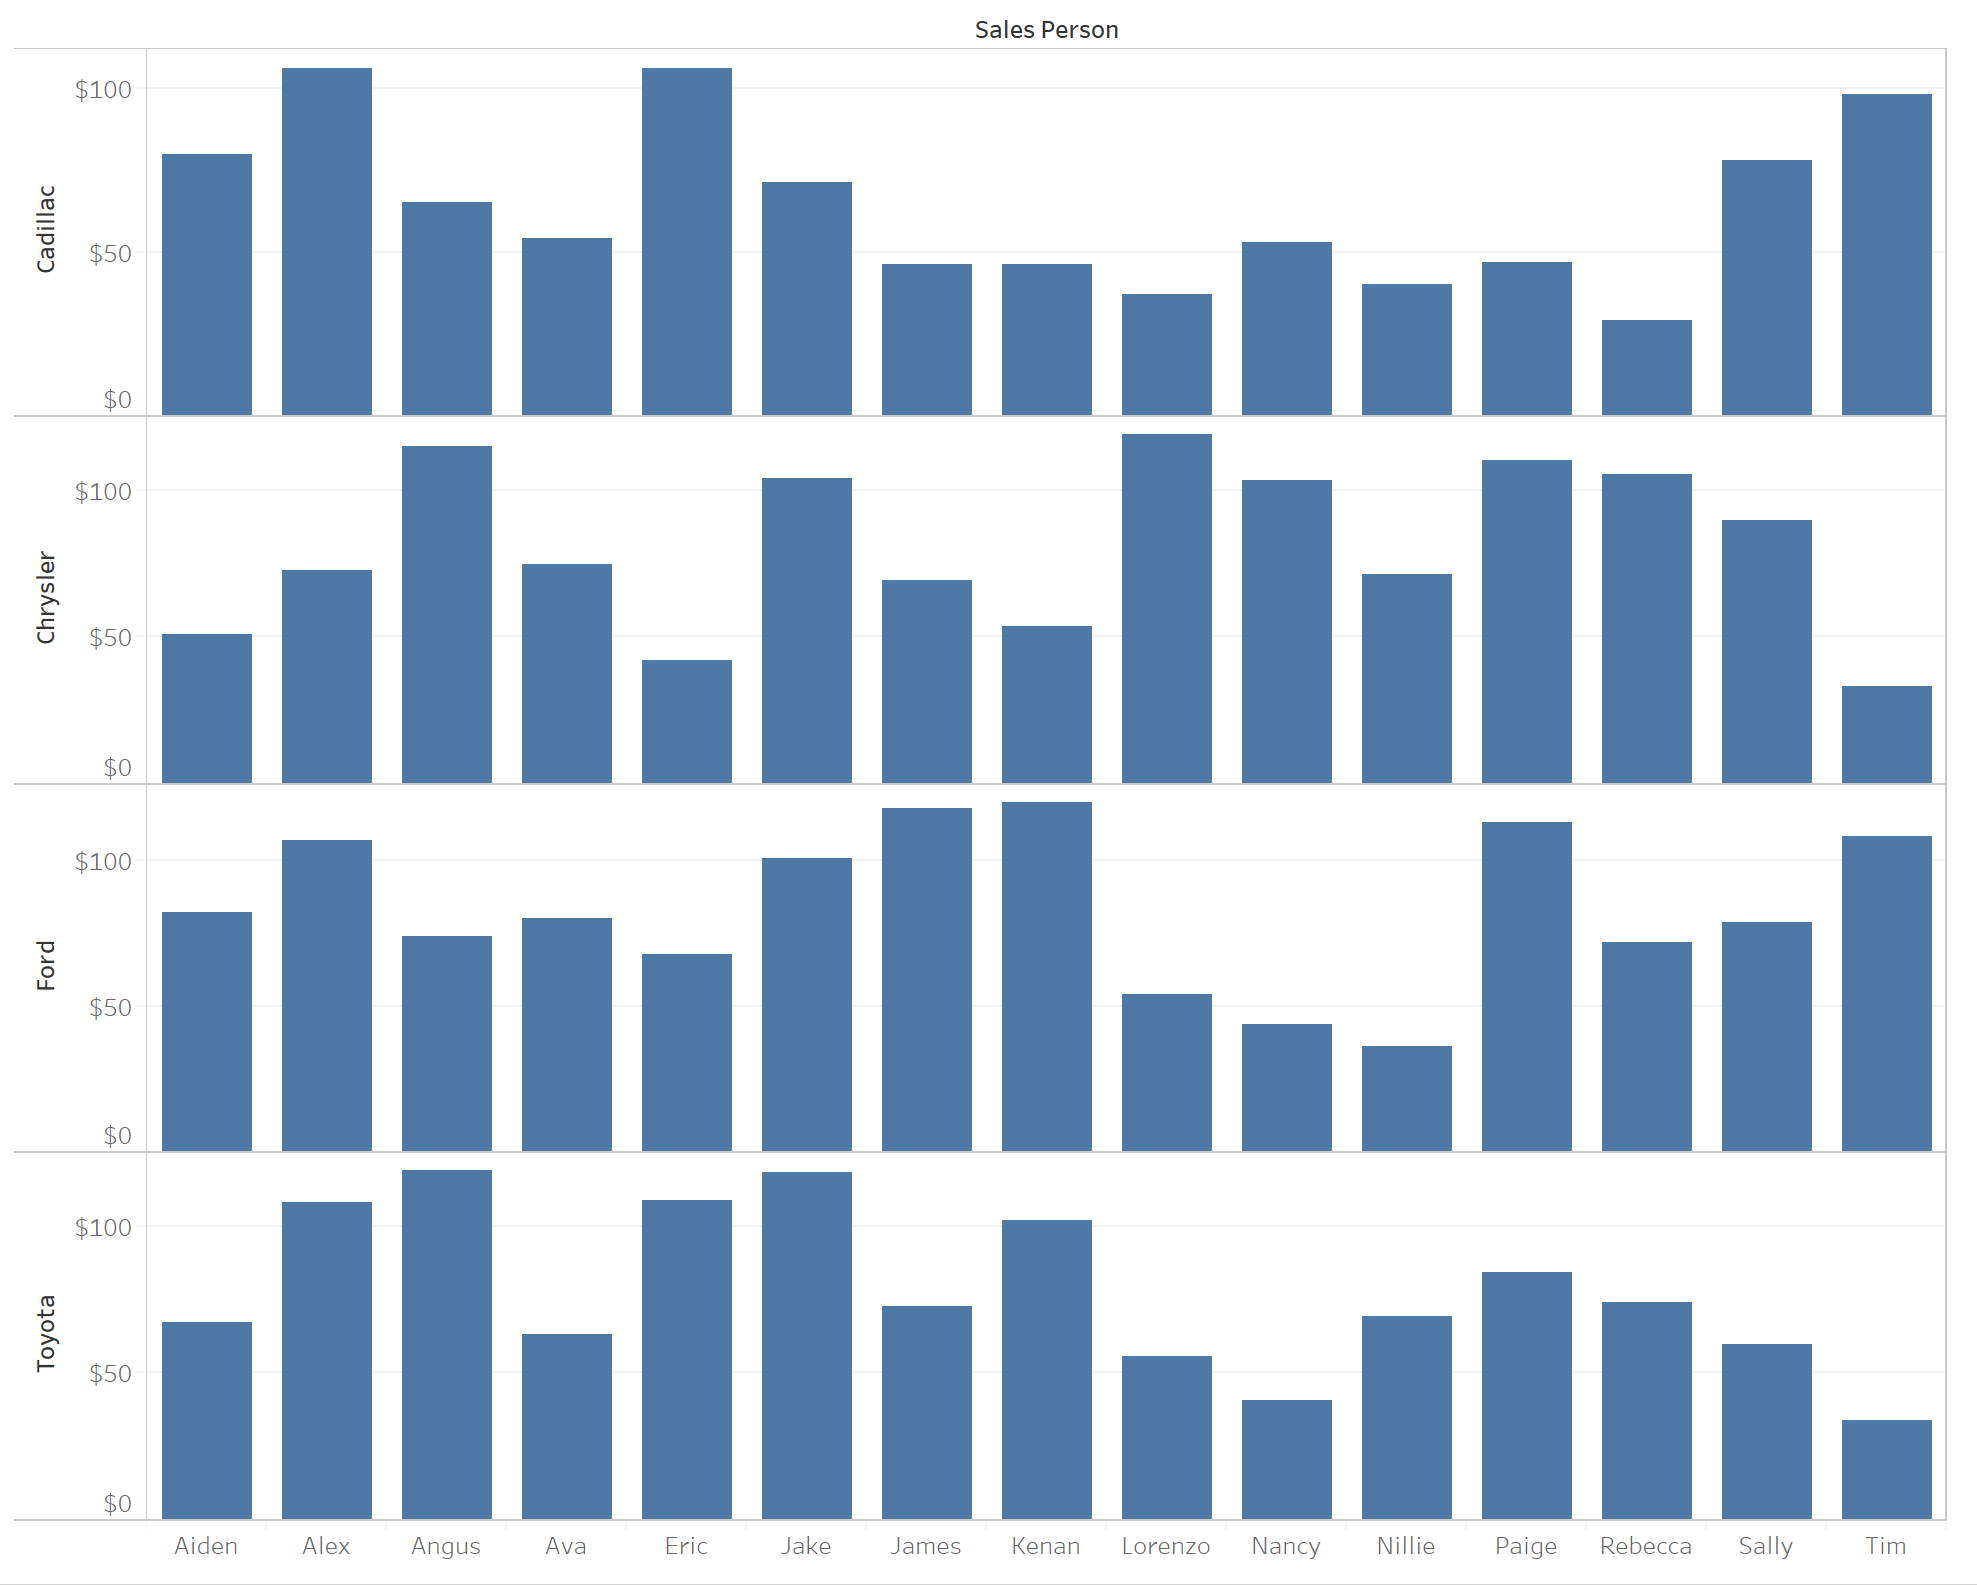 Sales Person
Cadillac
$100
$50
$0
Chrysler
$100
$50
$0
Ford
$100
$50
$0
Toyota
$100
$50
$0
Aiden Alex Angus Ava Eric Jake James Kenan Lorenzo Nancy Nillie Paige Rebecca Sally Tim